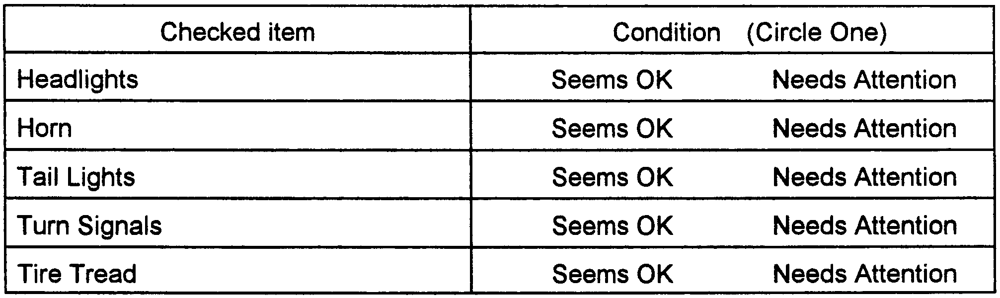 Checked item Condition (Circle One)
Headlights Seems OK Needs Attention
Horn Seems OK Needs Attention
Tail Lights Seems OK Needs Attention
Turn Signals Seems OK Needs Attention
Tire Tread Seems OK Needs Attention